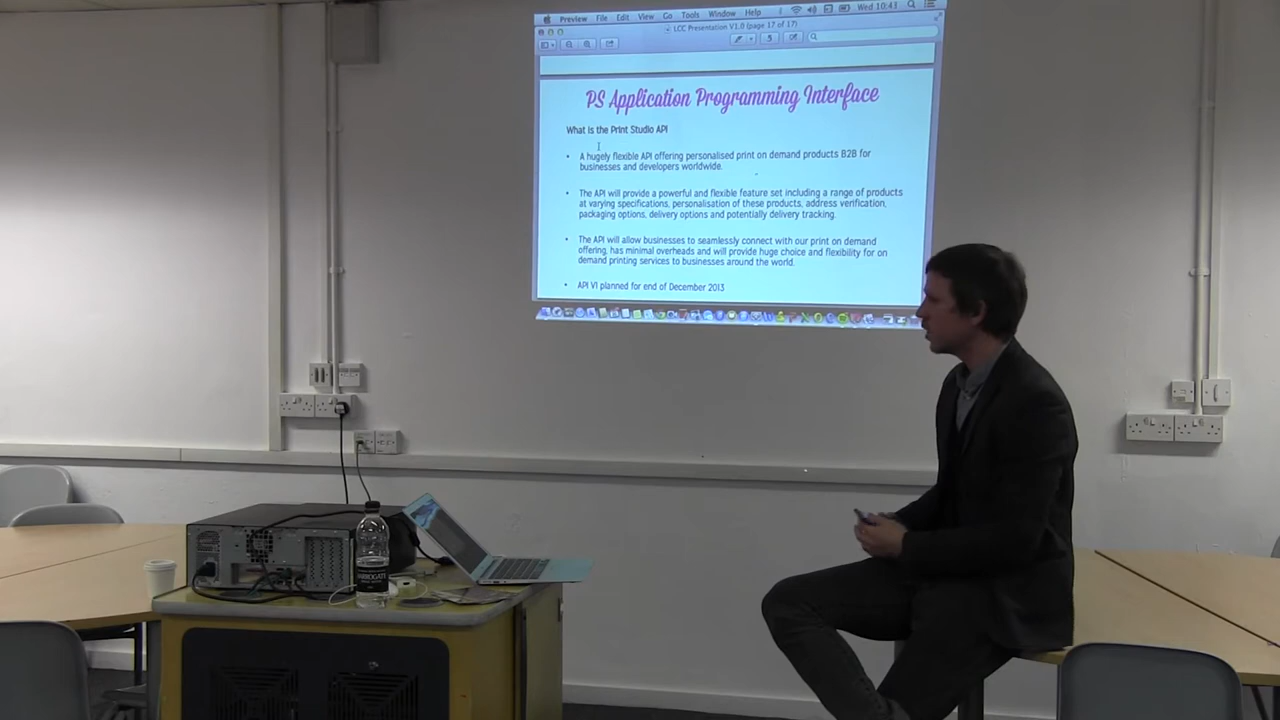 Preview File Edit View Go Tools Window Help Wed 10:43
LCC Presentation V1.0 (page 17 of 17)
PS Application Programming Interface
What is the Print Studio API
• A hugely flexible API offering personalised print on demand products B2B for
businesses and developers worldwide.
• The API will provide a powerful and flexible feature set including a range of products
at varying specifications, personalisation of these products, address verification,
packaging options, delivery options and potentially delivery tracking.
• The API will allow businesses to seamlessly connect with our print on demand
offering, has minimal overheads and will provide huge choice and flexibility for on
demand printing services to businesses around the world.
• API V1 planned for end of December 2013
HARROGATE